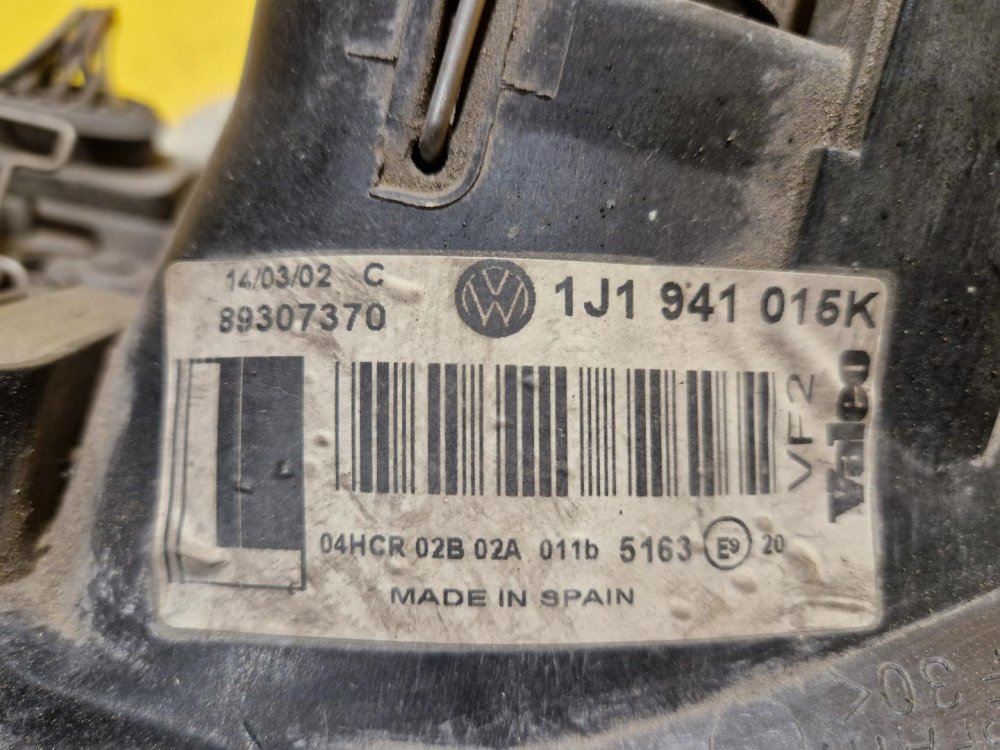 14/03/02 C
89307370
1J1 941 015K
VF2
Valeo
04HCR 02B 02A 011b 5163 E9 20
MADE IN SPAIN
30K